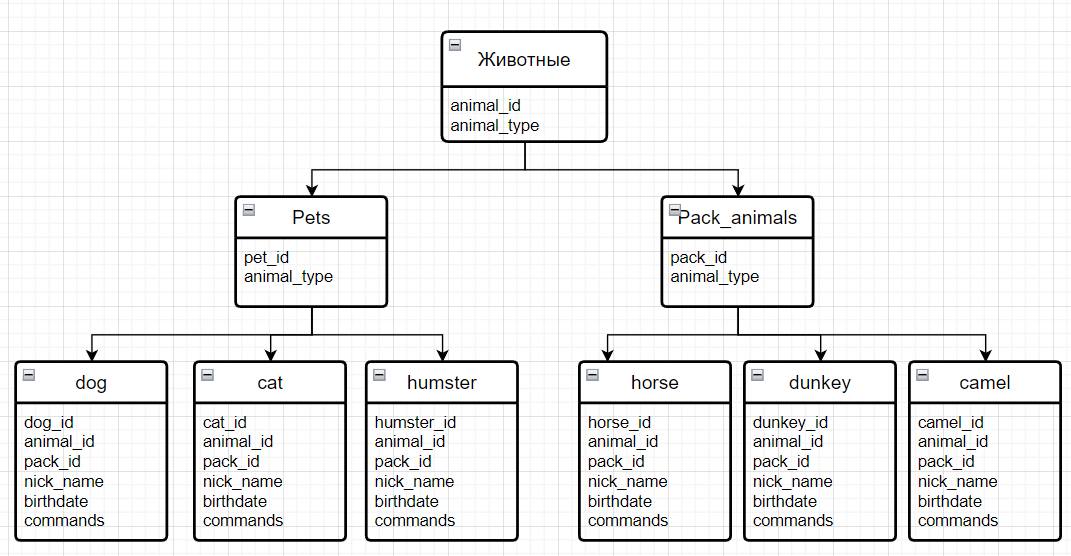 Животные
animal_id
animal_type
Pets
pet_id
animal_type
Pack_animals
pack_id
animal_type
dog
dog_id
animal_id
pack_id
nick_name
birthdate
commands
cat
cat_id
animal_id
pack_id
nick_name
birthdate
commands
humster
humster_id
animal_id
pack_id
nick_name
birthdate
commands
horse
horse_id
animal_id
pack_id
nick_name
birthdate
commands
dunkey
dunkey_id
animal_id
pack_id
nick_name
birthdate
commands
camel
camel_id
animal_id
pack_id
nick_name
birthdate
commands